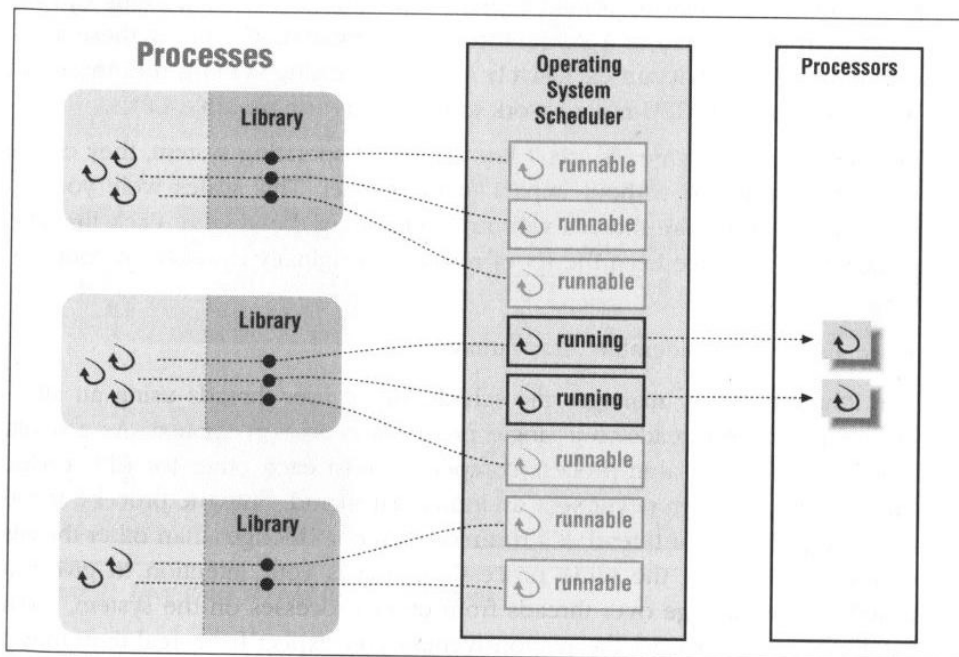 Processes
Operating
System
Scheduler
Processors
Library
runnable
runnable
runnable
Library
running
running
runnable
Library
runnable
runnable